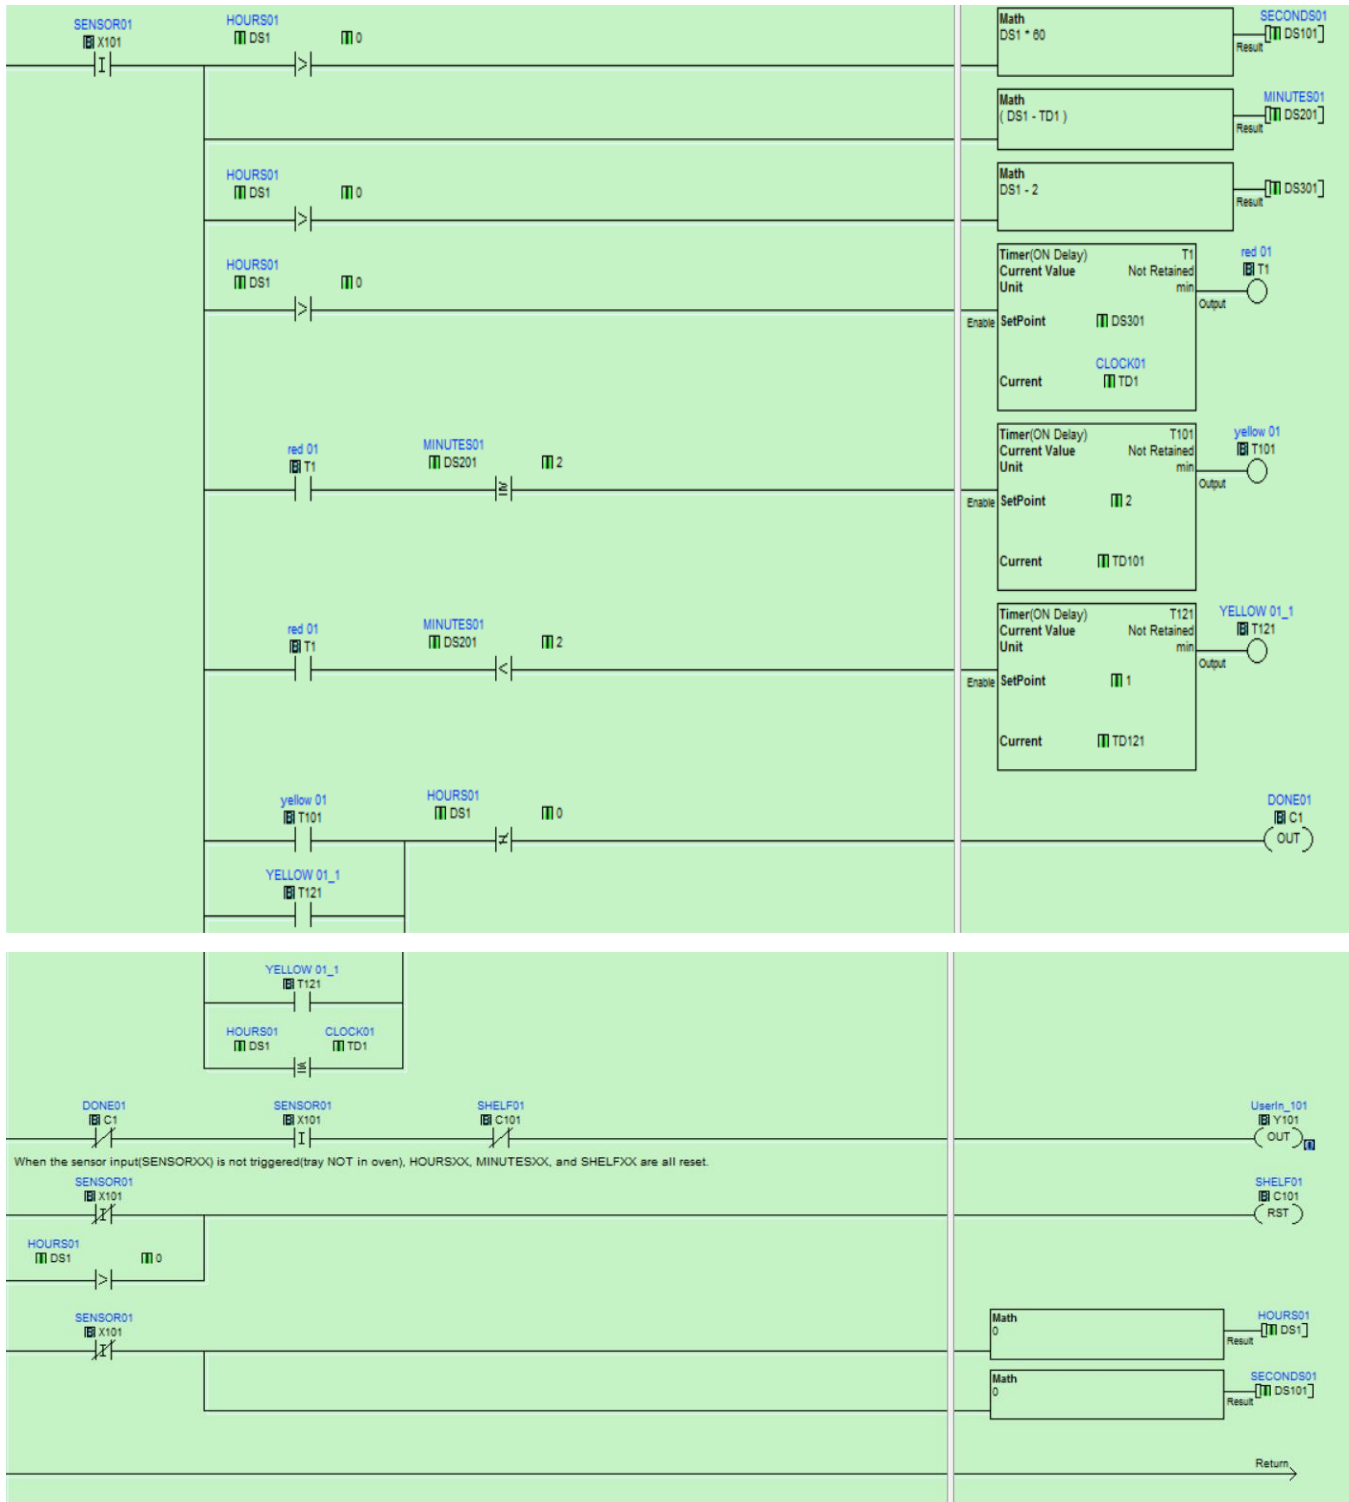 SENSOR01
X101
HOURS01
DS1 0
Math
DS1 * 60
SECONDS01
DS101
Result
Math
( DS1 - TD1 )
MINUTES01
DS201
Result
HOURS01
DS1 0
Math
DS1 - 2
DS301
Result
HOURS01
DS1 0
Timer(ON Delay) T1
Current Value Not Retained
Unit min
Enable SetPoint DS301
CLOCK01
Current TD1
red 01
T1
Output
red 01
T1
MINUTES01
DS201 2
Timer(ON Delay) T101
Current Value Not Retained
Unit min
Enable SetPoint 2
Current TD101
yellow 01
T101
Output
red 01
T1
MINUTES01
DS201 2
Timer(ON Delay) T121
Current Value Not Retained
Unit min
Enable SetPoint 1
Current TD121
YELLOW 01_1
T121
Output
yellow 01
T101
HOURS01
DS1 0
DONE01
C1
OUT
YELLOW 01_1
T121
YELLOW 01_1
T121
HOURS01 CLOCK01
DS1 TD1
DONE01
C1
SENSOR01
X101
SHELF01
C101
UserIn_101
Y101
OUT
When the sensor input(SENSORXX) is not triggered(tray NOT in oven), HOURSXX, MINUTESXX, and SHELFXX are all reset.
SENSOR01
X101
SHELF01
C101
RST
HOURS01
DS1 0
SENSOR01
X101
Math
0
HOURS01
DS1
Result
Math
0
SECONDS01
DS101
Result
Return